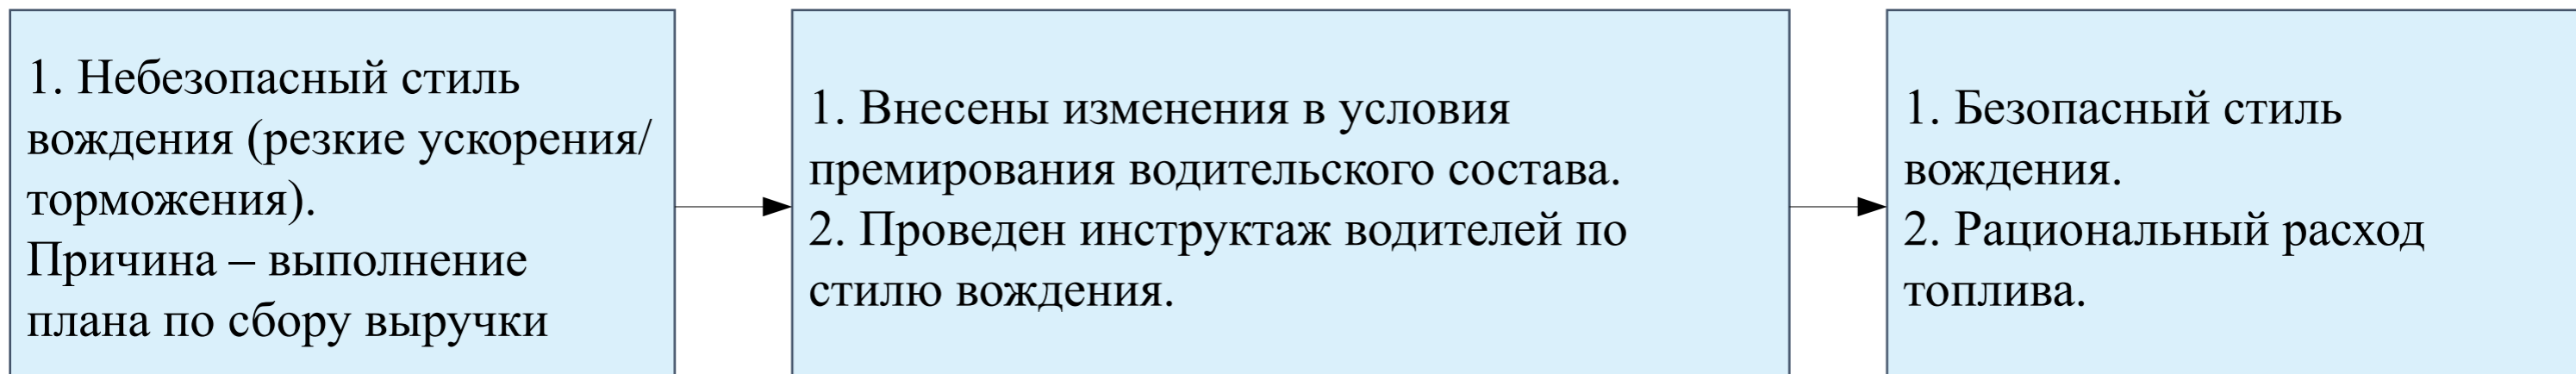 1. Небезопасный стиль
вождения (резкие ускорения/
торможения).
Причина – выполнение
плана по сбору выручки
1. Внесены изменения в условия
премирования водительского состава.
2. Проведен инструктаж водителей по
стилю вождения.
1. Безопасный стиль
вождения.
2. Рациональный расход
топлива.